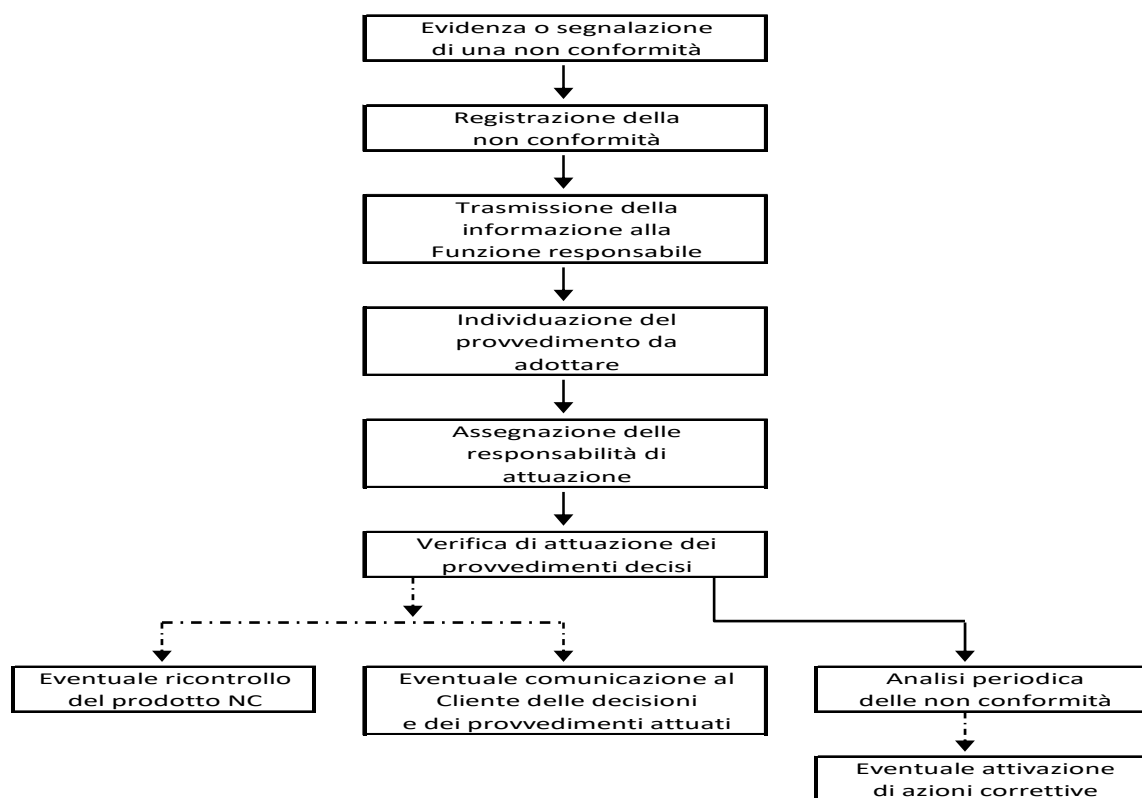 Evidenza o segnalazione
di una non conformità
Registrazione della
non conformità
Trasmissione della
informazione alla
Funzione responsabile
Individuazione del
provvedimento da
adottare
Assegnazione delle
responsabilità di
attuazione
Verifica di attuazione dei
provvedimenti decisi
Eventuale ricontrollo
del prodotto NC
Eventuale comunicazione al
Cliente delle decisioni
e dei provvedimenti attuati
Analisi periodica
delle non conformità
Eventuale attivazione
di azioni correttive